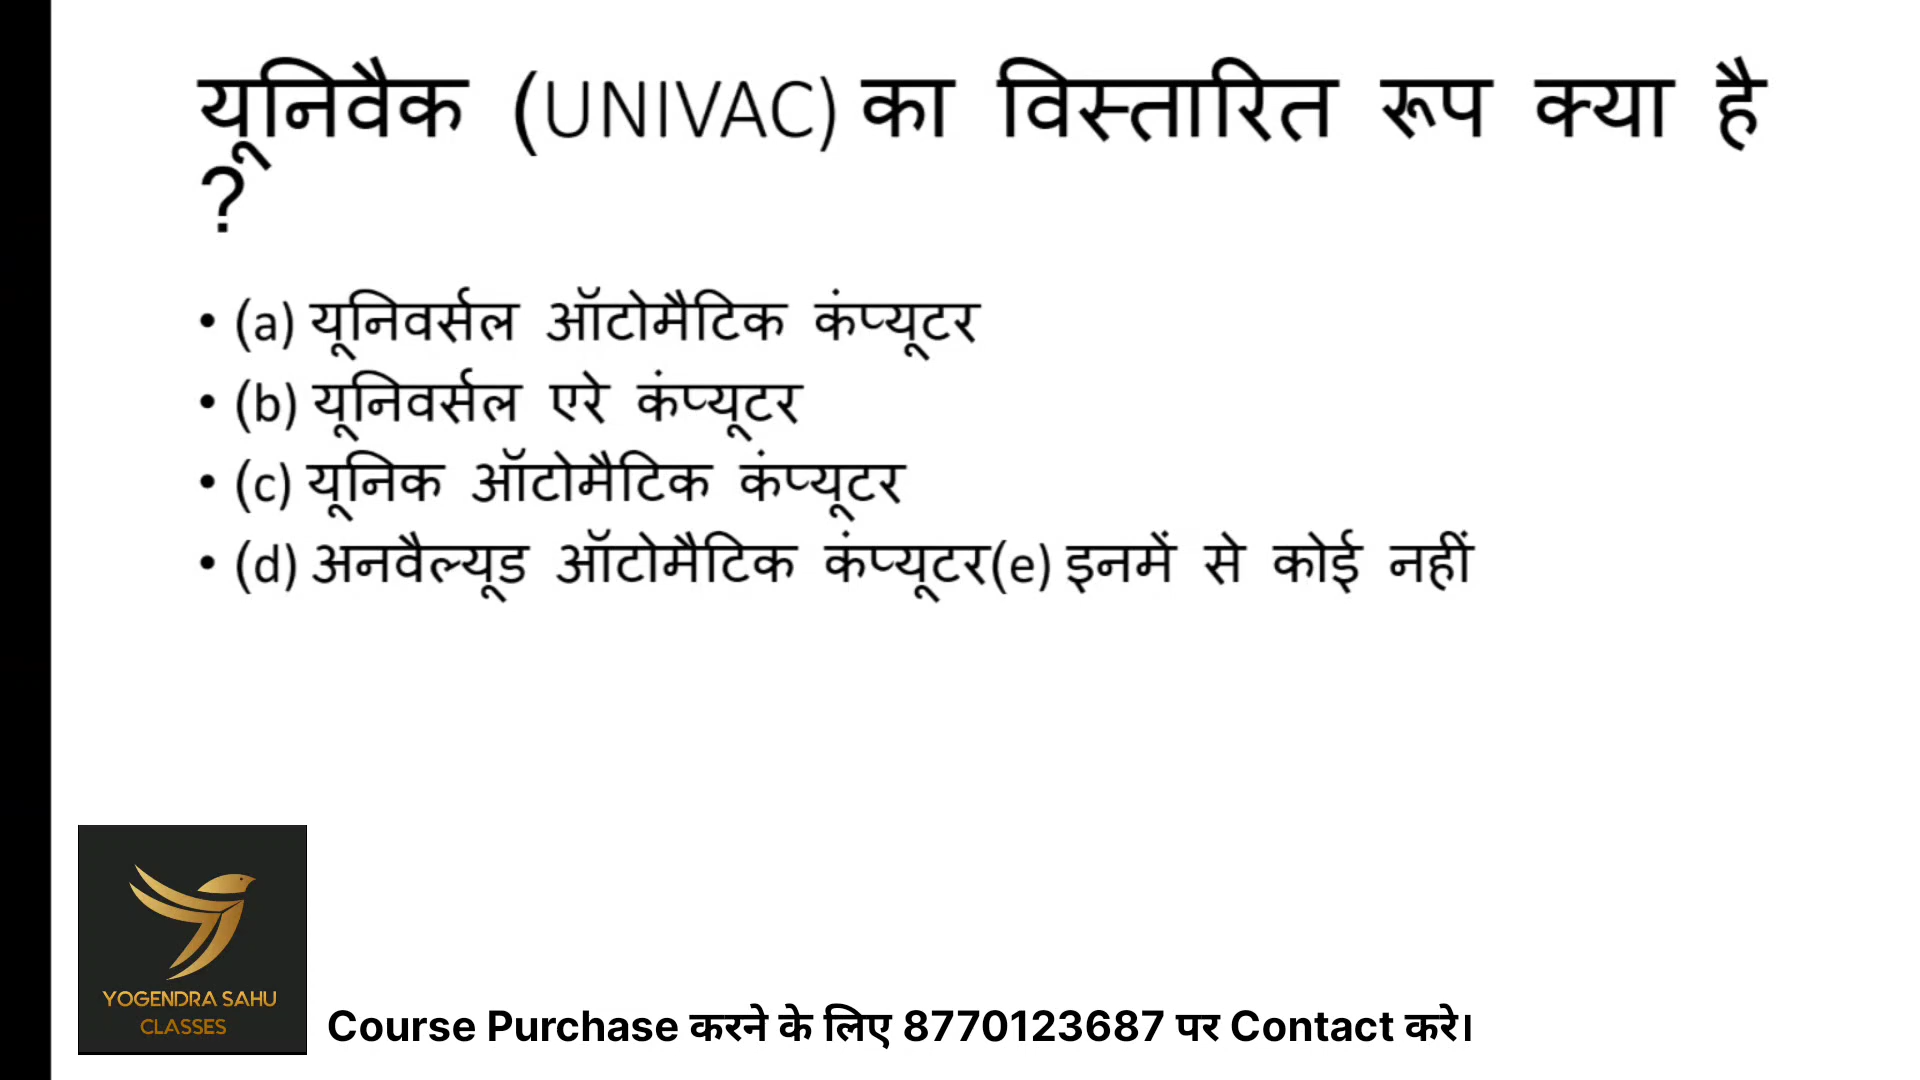 यूनिवैक (UNIVAC) का विस्तारित रूप क्या है
?
• (a) यूनिवर्सल ऑटोमैटिक कंप्यूटर
• (b) यूनिवर्सल एरे कंप्यूटर
• (c) यूनिक ऑटोमैटिक कंप्यूटर
• (d) अनवैल्यूड ऑटोमैटिक कंप्यूटर(e) इनमें से कोई नहीं
YOGENDRA SAHU
CLASSES
Course Purchase करने के लिए 8770123687 पर Contact करे।